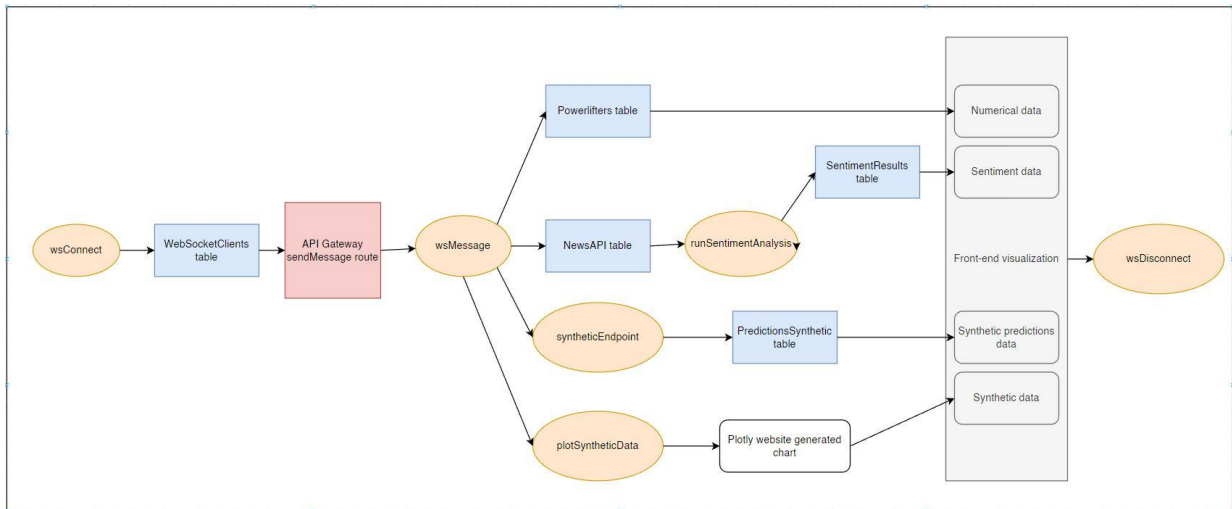 wsConnect
WebSocketClients
table
API Gateway
sendMessage route
wsMessage
Powerlifters table
Numerical data
SentimentResults
table
Sentiment data
NewsAPI table
runSentimentAnalysis
Front-end visualization
wsDisconnect
syntheticEndpoint
PredictionsSynthetic
table
Synthetic predictions
data
Synthetic data
plotSyntheticData
Plotly website generated
chart